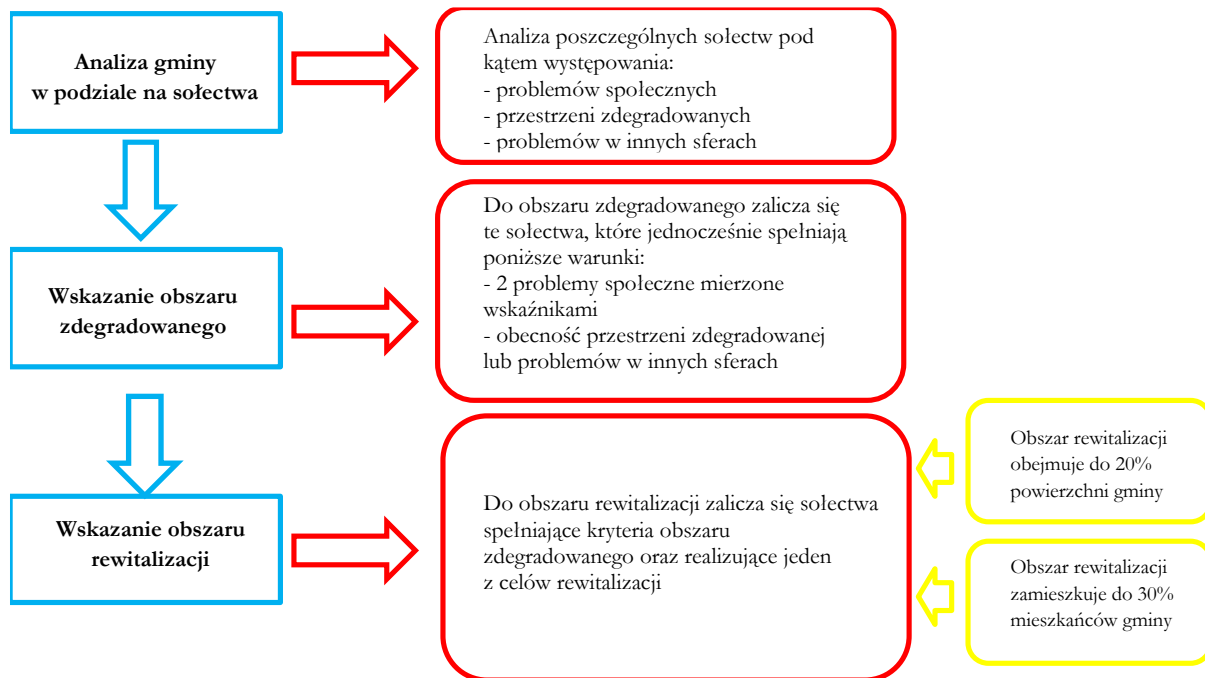 Analiza gminy
w podziale na sołectwa
Analiza poszczególnych sołectw pod
kątem występowania:
- problemów społecznych
- przestrzeni zdegradowanych
- problemów w innych sferach
Wskazanie obszaru
zdegradowanego
Do obszaru zdegradowanego zalicza się
te sołectwa, które jednocześnie spełniają
poniższe warunki:
- 2 problemy społeczne mierzone
wskaźnikami
- obecność przestrzeni zdegradowanej
lub problemów w innych sferach
Wskazanie obszaru
rewitalizacji
Do obszaru rewitalizacji zalicza się sołectwa
spełniające kryteria obszaru
zdegradowanego oraz realizujące jeden
z celów rewitalizacji
Obszar rewitalizacji
obejmuje do 20%
powierzchni gminy
Obszar rewitalizacji
zamieszkuje do 30%
mieszkańców gminy